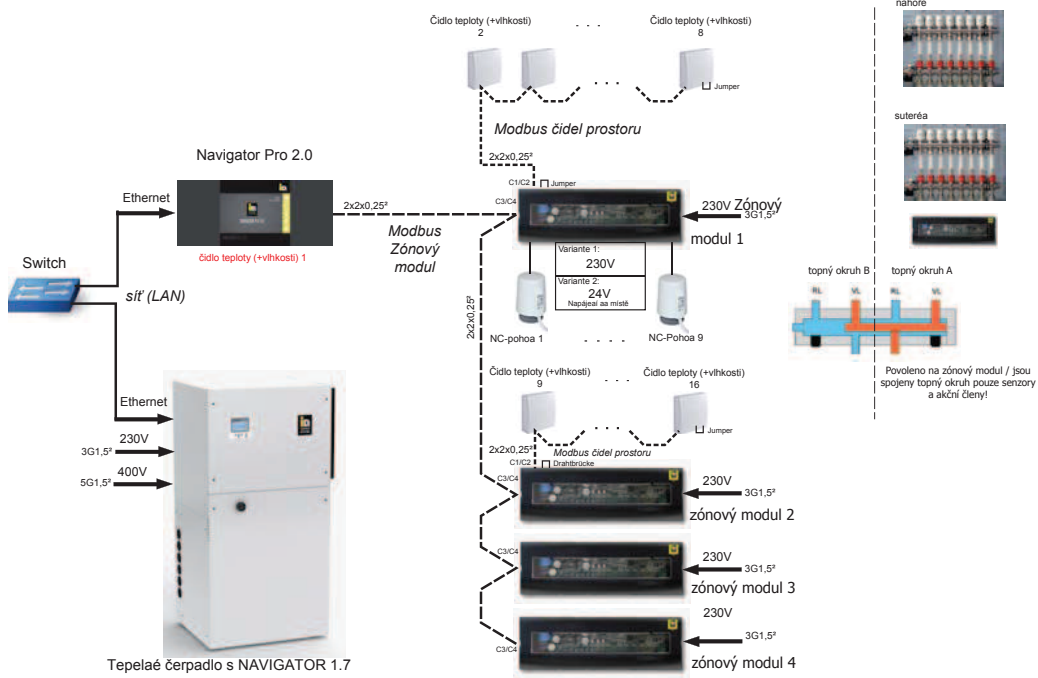 Čidlo teploty (+vlhkosti)
2
. . .
Čidlo teploty (+vlhkosti)
8
. . .
Jumper
Modbus čidel prostoru
2x2x0,25²
Navigator Pro 2.0
Ethernet
čidlo teploty (+vlhkosti) 1
2x2x0,25²
Modbus
Zónový
modul
C1/C2
Jumper
C3/C4
230V Zónový
3G1,5²
modul 1
Variante 1:
230V
Variante 2:
24V
Napájeaí aa místě
NC-pohoa 1
NC-Pohoa 9
. . . .
Switch
síť (LAN)
2x2x0,25²
Ethernet
230V
3G1,5²
400V
5G1,5²
Tepelaé čerpadlo s NAVIGATOR 1.7
Čidlo teploty (+vlhkosti)
9
. . . .
Čidlo teploty (+vlhkosti)
16
. . .
Jumper
2x2x0,25²
Modbus čidel prostoru
C1/C2
Drahtbrücke
C3/C4
230V
3G1,5²
zónový modul 2
C3/C4
230V
3G1,5²
zónový modul 3
230V
C3/C4
3G1,5²
zónový modul 4
nahoře
suteréa
topný okruh B
topný okruh A
RL
VL
RL
VL
Povoleno na zónový modul / jsou
spojeny topný okruh pouze senzory
a akční členy!